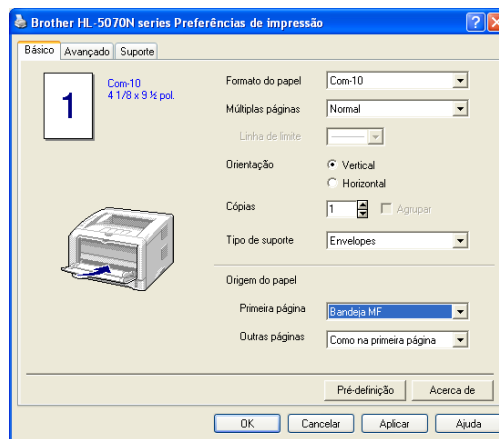 Brother HL-5070N series Preferências de impressão
Básico Avançado Suporte
1
Com-10
4 1/8 x 9 ½ pol.
Formato do papel Com-10
Múltiplas páginas Normal
Linha de limite
Orientação Vertical
Horizontal
Cópias 1 Agrupar
Tipo de suporte Envelopes
Origem do papel
Primeira página Bandeja MF
Outras páginas Como na primeira página
Pré-definição Acerca de
OK Cancelar Aplicar Ajuda